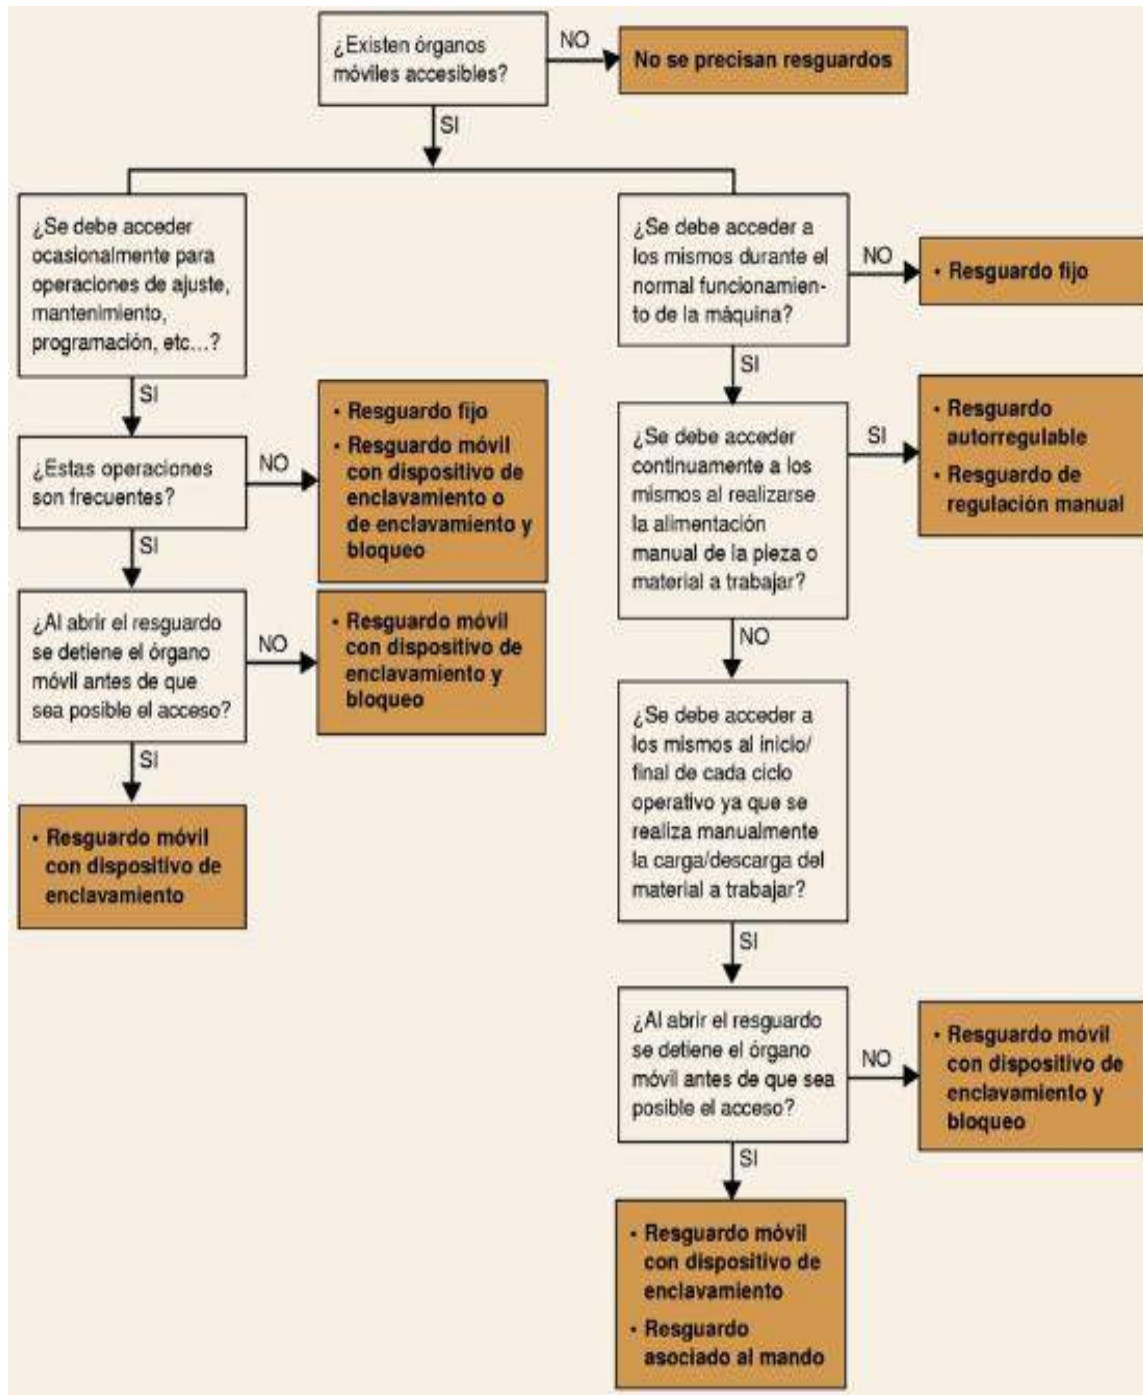 ¿Existen órganos
móviles accesibles?
NO
No se precisan resguardos
SI
¿Se debe acceder
ocasionalmente para
operaciones de ajuste,
mantenimiento,
programación, etc...?
SI
¿Estas operaciones
son frecuentes?
NO
• Resguardo fijo
• Resguardo móvil
con dispositivo de
enclavamiento o
de enclavamiento y
bloqueo
SI
¿Al abrir el resguardo
se detiene el órgano
móvil antes de que
sea posible el acceso?
NO
• Resguardo móvil
con dispositivo de
enclavamiento y
bloqueo
SI
• Resguardo móvil
con dispositivo de
enclavamiento
¿Se debe acceder a
los mismos durante el
normal funcionamien-
to de la máquina?
NO
• Resguardo fijo
SI
¿Se debe acceder
continuamente a los
mismos al realizarse
la alimentación
manual de la pieza o
material a trabajar?
SI
• Resguardo
autorregulable
• Resguardo de
regulación manual
NO
¿Se debe acceder a
los mismos al inicio/
final de cada ciclo
operativo ya que se
realiza manualmente
la carga/descarga del
material a trabajar?
SI
¿Al abrir el resguardo
se detiene el órgano
móvil antes de que sea
posible el acceso?
NO
• Resguardo móvil
con dispositivo de
enclavamiento y
bloqueo
SI
• Resguardo móvil
con dispositivo de
enclavamiento
• Resguardo
asociado al mando